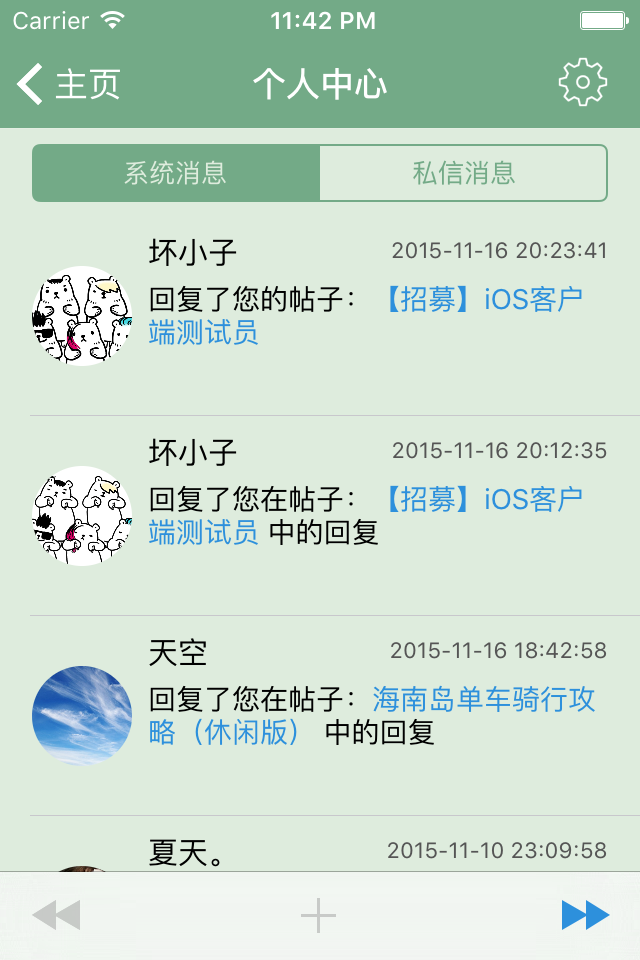 Carrier 11:42 PM
主页 个人中心
系统消息 私信消息
坏小子 2015-11-16 20:23:41
回复了您的帖子：【招募】iOS客户
端测试员
坏小子 2015-11-16 20:12:35
回复了您在帖子：【招募】iOS客户
端测试员 中的回复
天空 2015-11-16 18:42:58
回复了您在帖子：海南岛单车骑行攻
略（休闲版） 中的回复
夏天。 2015-11-10 23:09:58